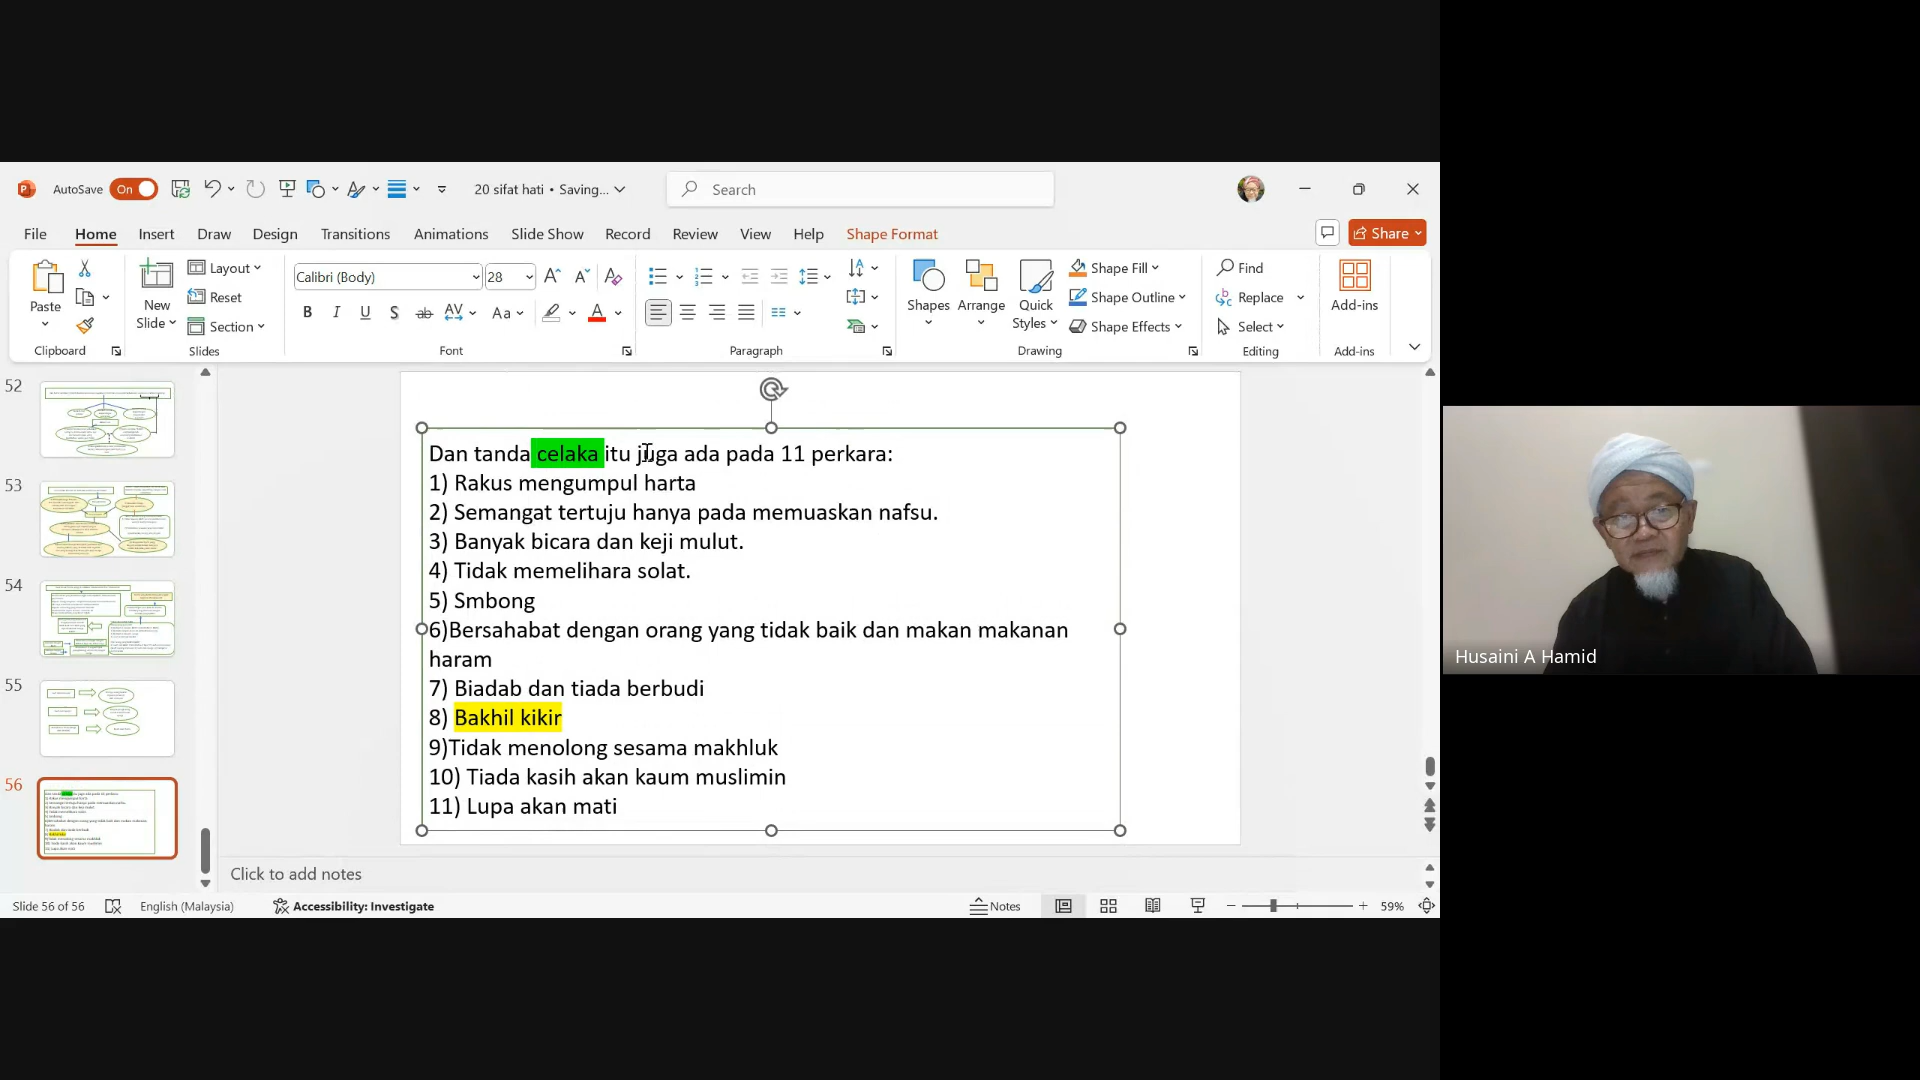 AutoSave On 20 sifat hati • Saving... Search
File Home Insert Draw Design Transitions Animations Slide Show Record Review View Help Shape Format Share
Paste
New Slide
Layout
Reset
Section
Calibri (Body) 28
B I U S ab AV Aa A
Shapes Arrange Quick Styles
Shape Fill
Shape Outline
Shape Effects
Find
Replace
Select
Add-ins
Clipboard Slides Font Paragraph Drawing Editing Add-ins
52
53
54
55
56
Dan tanda celaka itu juga ada pada 11 perkara:
1) Rakus mengumpul harta
2) Semangat tertuju hanya pada memuaskan nafsu.
3) Banyak bicara dan keji mulut.
4) Tidak memelihara solat.
5) Smbong
6)Bersahabat dengan orang yang tidak baik dan makan makanan
haram
7) Biadab dan tiada berbudi
8) Bakhil kikir
9)Tidak menolong sesama makhluk
10) Tiada kasih akan kaum muslimin
11) Lupa akan mati
Click to add notes
Slide 56 of 56 English (Malaysia) Accessibility: Investigate Notes 59%
Husaini A Hamid